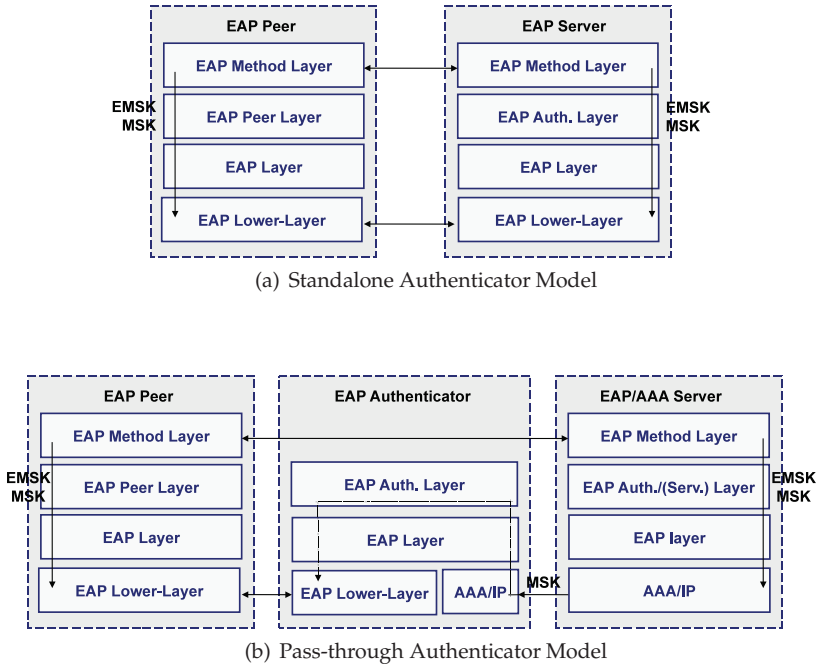 EAP Peer
EAP Method Layer
EMSK
MSK
EAP Peer Layer
EAP Layer
EAP Lower-Layer
EAP Server
EAP Method Layer
EMSK
MSK
EAP Auth. Layer
EAP Layer
EAP Lower-Layer
(a) Standalone Authenticator Model
EAP Peer
EAP Method Layer
EMSK
MSK
EAP Peer Layer
EAP Layer
EAP Lower-Layer
EAP Authenticator
EAP Auth. Layer
EAP Layer
EAP Lower-Layer
AAA/IP
MSK
EAP/AAA Server
EAP Method Layer
EMSK
MSK
EAP Auth./(Serv.) Layer
EAP layer
AAA/IP
(b) Pass-through Authenticator Model